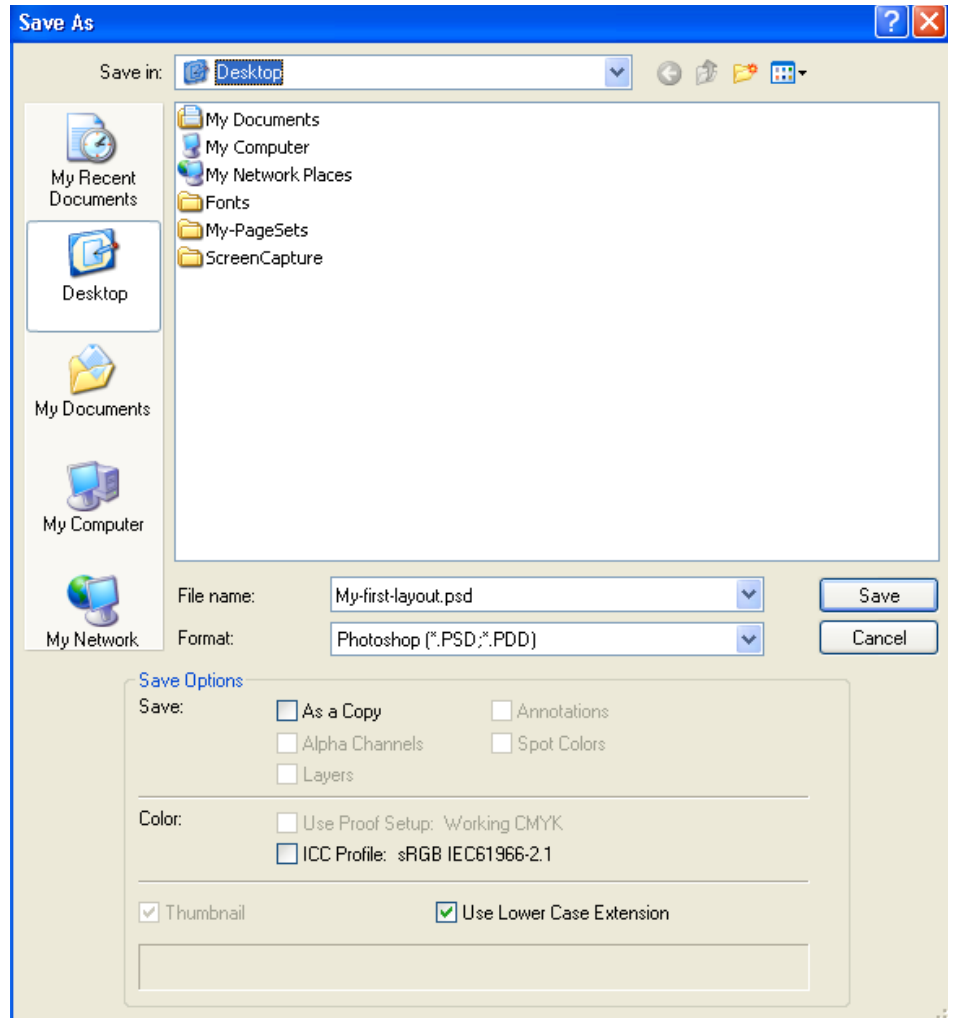 Save As
Save in:
Desktop
My Recent
Documents
Desktop
My Documents
My Computer
My Network
My Documents
My Computer
My Network Places
Fonts
My-PageSets
ScreenCapture
File name:
My-first-layout.psd
Save
Format:
Photoshop (*.PSD;*.PDD)
Cancel
Save Options
Save:
As a Copy
Annotations
Alpha Channels
Spot Colors
Layers
Color:
Use Proof Setup: Working CMYK
ICC Profile: sRGB IEC61966-2.1
Thumbnail
Use Lower Case Extension